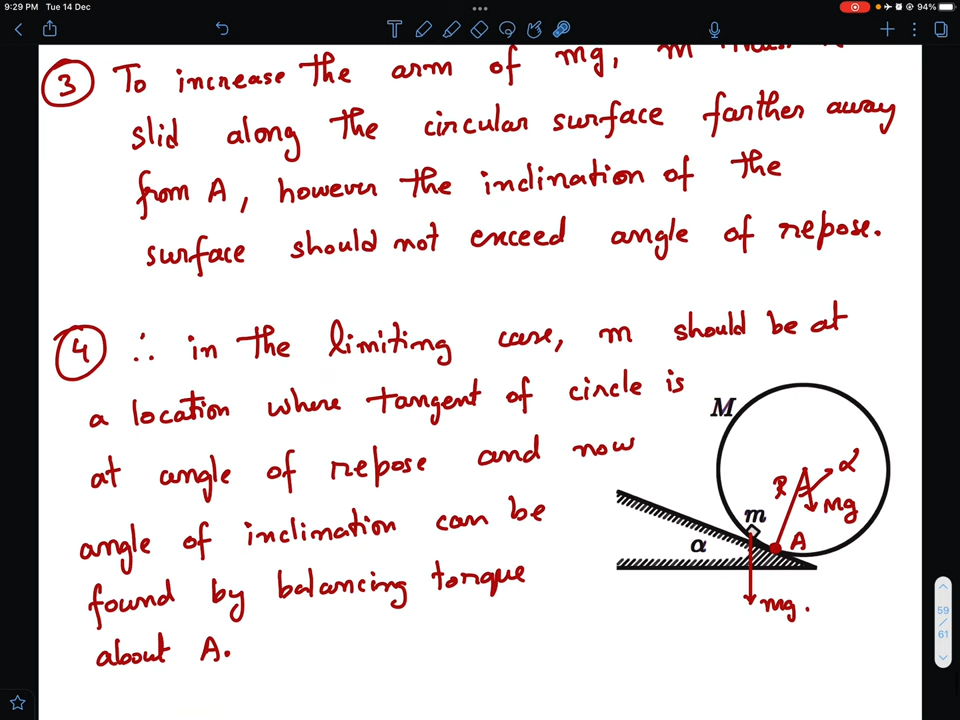 9:29 PM Tue 14 Dec
94%
3 To increase the arm of mg, m
slid along the circular surface farther away
from A, however the inclination of the
surface should not exceed angle of repose.
4 ∴ in the limiting case, m should be at
a location where tangent of circle is
at angle of repose and now
angle of inclination can be
found by balancing torque
about A.
M
R
α
Mg
m
A
α
mg.
59
/
61